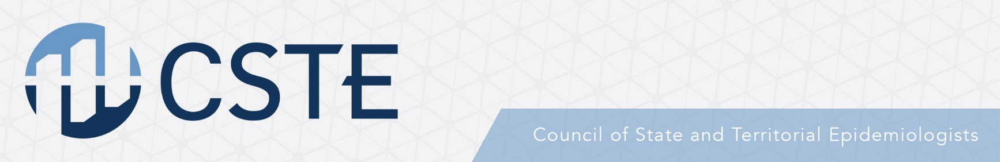 CSTE
Council of State and Territorial Epidemiologists